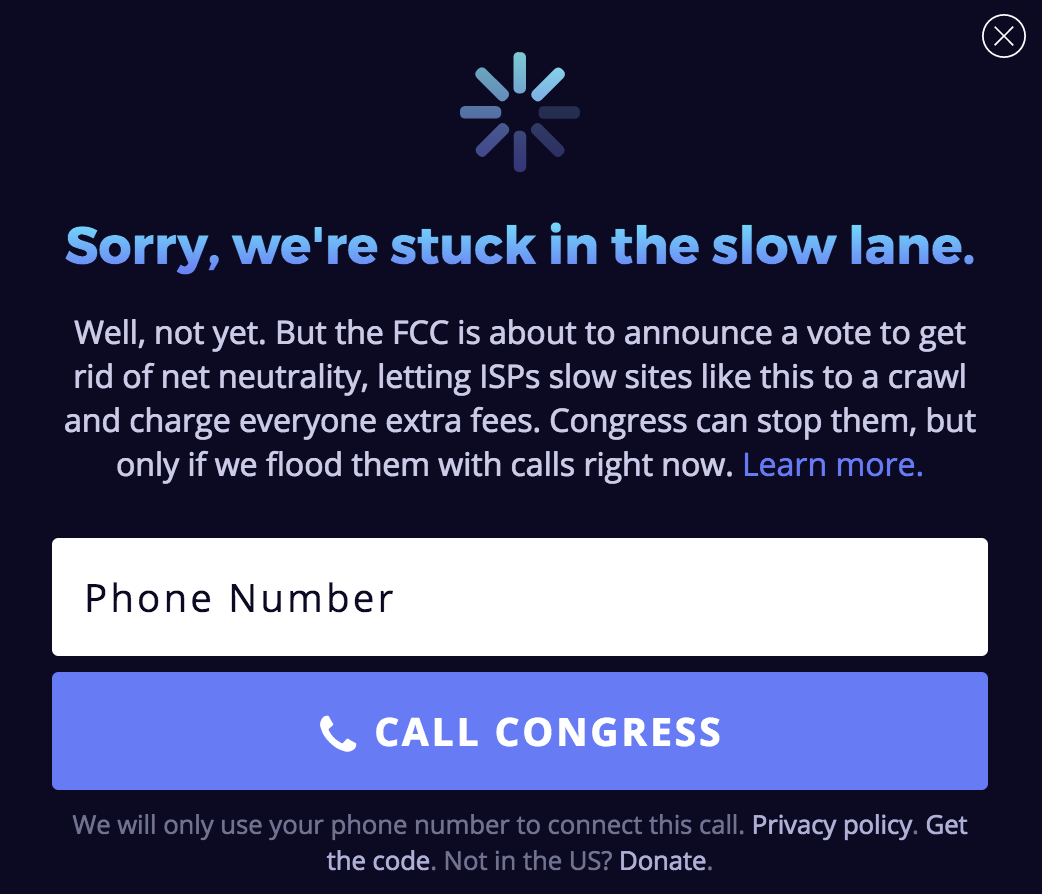 Sorry, we're stuck in the slow lane.
Well, not yet. But the FCC is about to announce a vote to get
rid of net neutrality, letting ISPs slow sites like this to a crawl
and charge everyone extra fees. Congress can stop them, but
only if we flood them with calls right now. Learn more.
Phone Number
CALL CONGRESS
We will only use your phone number to connect this call. Privacy policy. Get
the code. Not in the US? Donate.